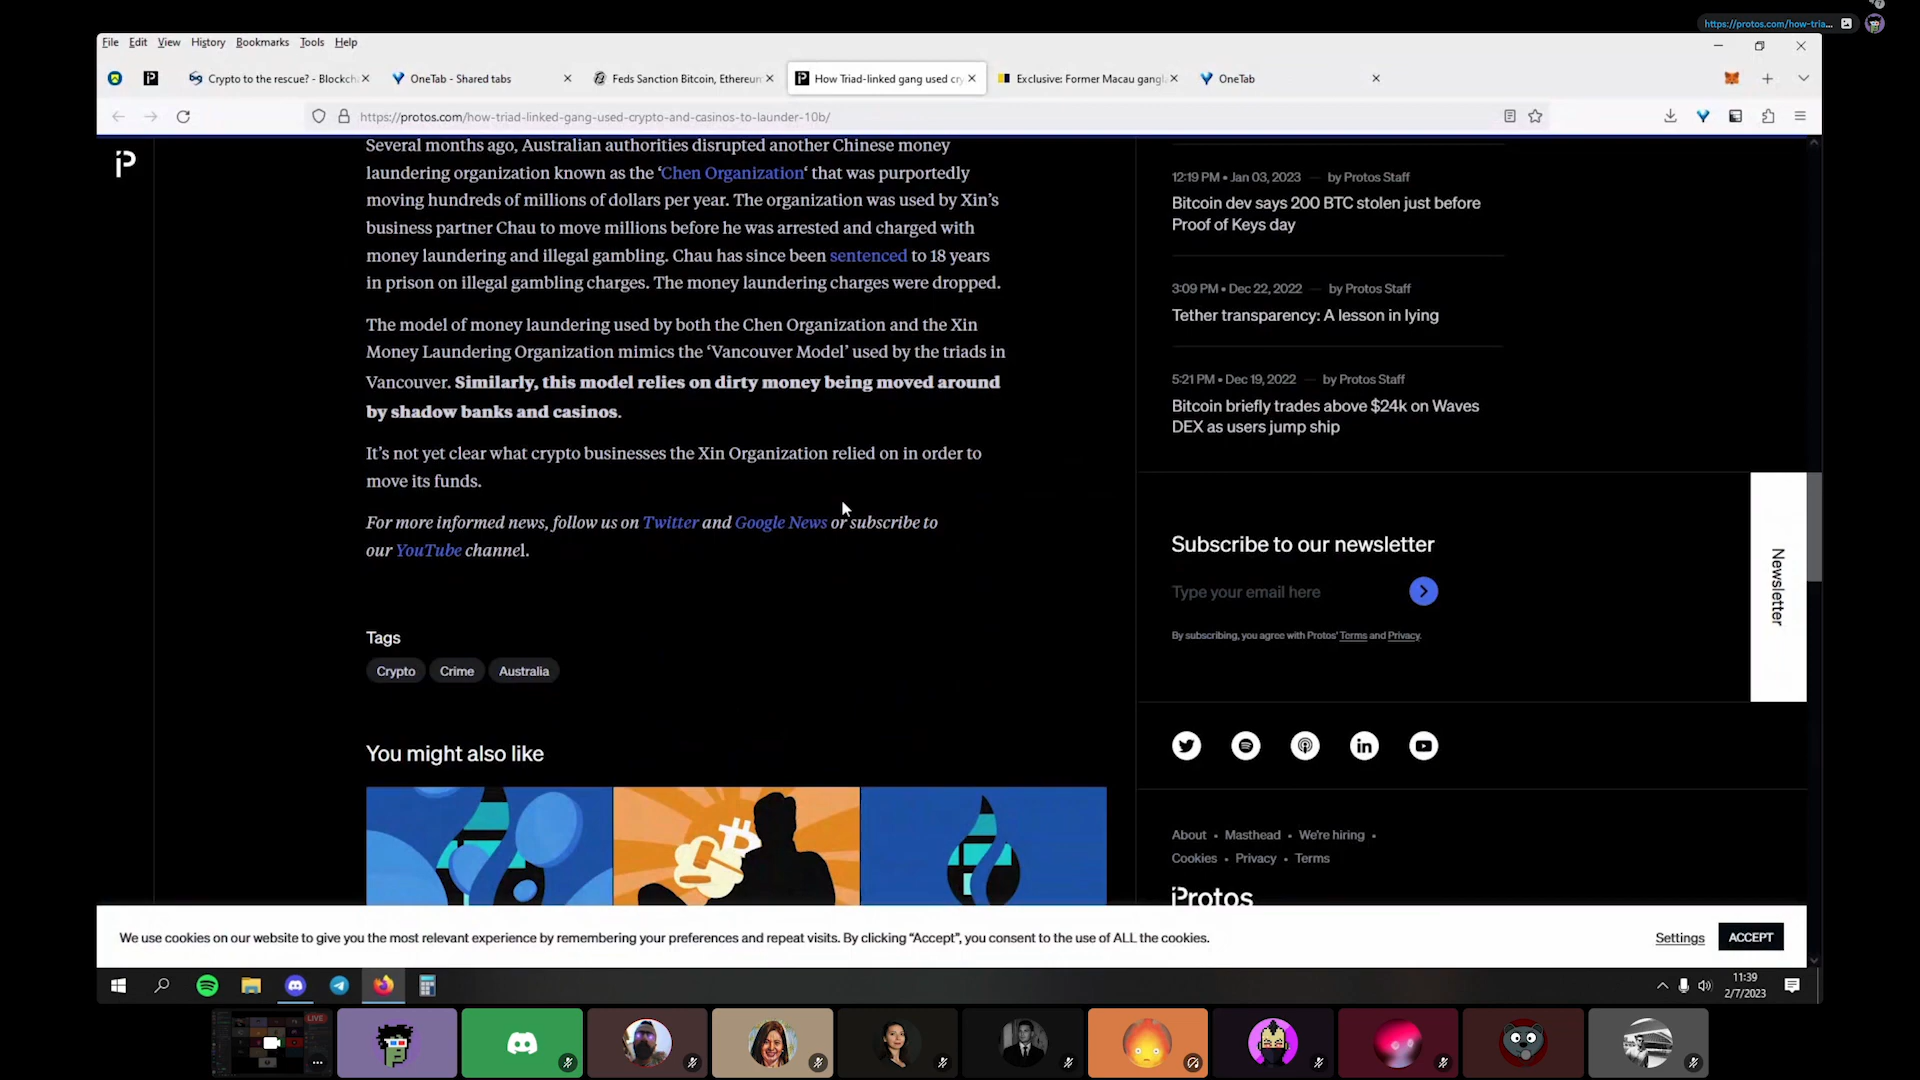 https://protos.com/how-tria...
File Edit View History Bookmarks Tools Help
Crypto to the rescue? - Blockch
OneTab - Shared tabs
Feds Sanction Bitcoin, Ethereum
How Triad-linked gang used cry
Exclusive: Former Macau gangl
OneTab
https://protos.com/how-triad-linked-gang-used-crypto-and-casinos-to-launder-10b/
Several months ago, Australian authorities disrupted another Chinese money
laundering organization known as the ‘Chen Organization‘ that was purportedly
moving hundreds of millions of dollars per year. The organization was used by Xin’s
business partner Chau to move millions before he was arrested and charged with
money laundering and illegal gambling. Chau has since been sentenced to 18 years
in prison on illegal gambling charges. The money laundering charges were dropped.
The model of money laundering used by both the Chen Organization and the Xin
Money Laundering Organization mimics the ‘Vancouver Model’ used by the triads in
Vancouver. Similarly, this model relies on dirty money being moved around
by shadow banks and casinos.
It’s not yet clear what crypto businesses the Xin Organization relied on in order to
move its funds.
For more informed news, follow us on Twitter and Google News or subscribe to
our YouTube channel.
Tags
Crypto Crime Australia
You might also like
12:19 PM • Jan 03, 2023 — by Protos Staff
Bitcoin dev says 200 BTC stolen just before
Proof of Keys day
3:09 PM • Dec 22, 2022 — by Protos Staff
Tether transparency: A lesson in lying
5:21 PM • Dec 19, 2022 — by Protos Staff
Bitcoin briefly trades above $24k on Waves
DEX as users jump ship
Subscribe to our newsletter
Type your email here
By subscribing, you agree with Protos’ Terms and Privacy.
Newsletter
About • Masthead • We're hiring •
Cookies • Privacy • Terms
Protos
We use cookies on our website to give you the most relevant experience by remembering your preferences and repeat visits. By clicking “Accept”, you consent to the use of ALL the cookies.
Settings
ACCEPT
11:39
2/7/2023
LIVE